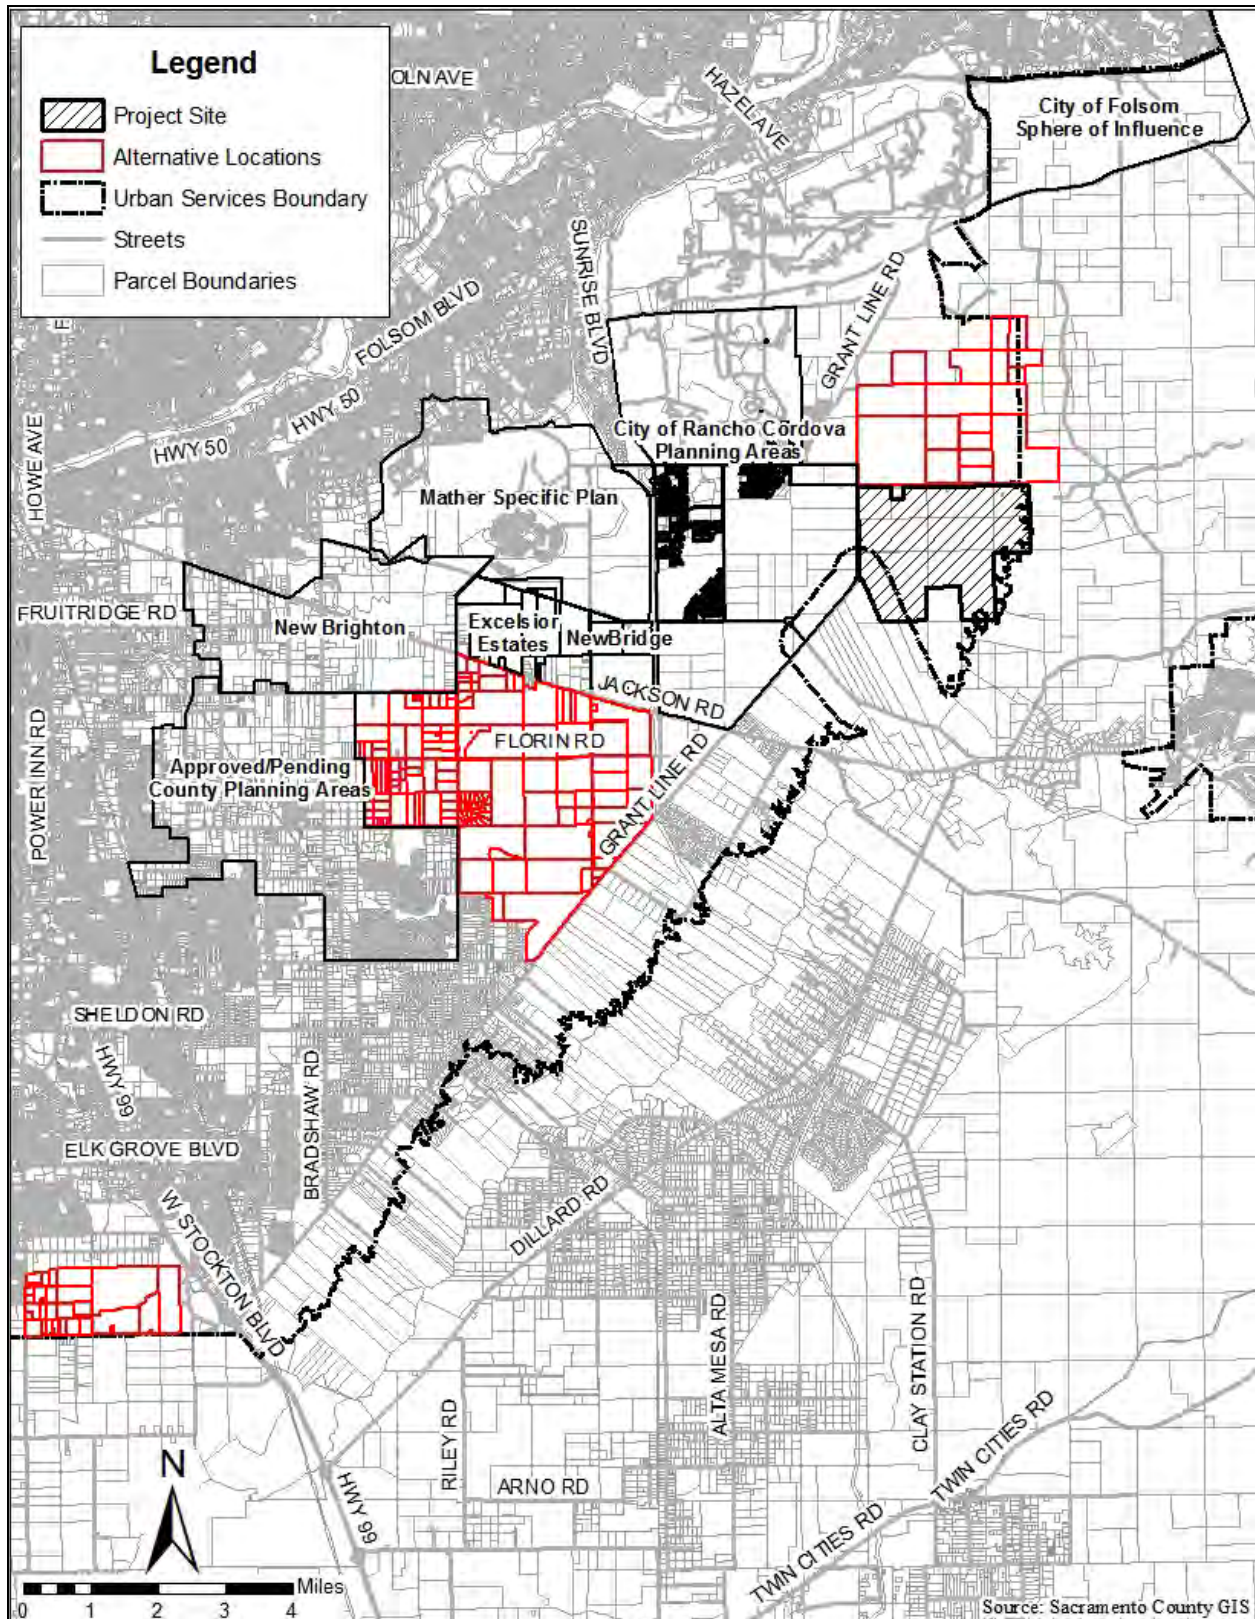 Legend
Project Site
Alternative Locations
Urban Services Boundary
Streets
Parcel Boundaries
OLN AVE
HAZEL AVE
City of Folsom
Sphere of Influence
SUNRISE BLVD
FOLSOM BLVD
GRANT LINE RD
HWY 50
HWY 50
HOWE AVE
City of Rancho Cordova
Planning Areas
Mather Specific Plan
FRUITRIDGE RD
New Brighton
Excelsior
Estates
NewBridge
JACKSON RD
FLORIN RD
POWER INN RD
Approved/Pending
County Planning Areas
GRANT LINE RD
SHELDON RD
HWY 99
BRADSHAW RD
ELK GROVE BLVD
W STOCKTON BLVD
DILLARD RD
ALTA MESA RD
CLAY STATION RD
RILEY RD
TWIN CITIES RD
N
HWY 99
ARNO RD
TWIN CITIES RD
Miles
0 1 2 3 4
Source: Sacramento County GIS